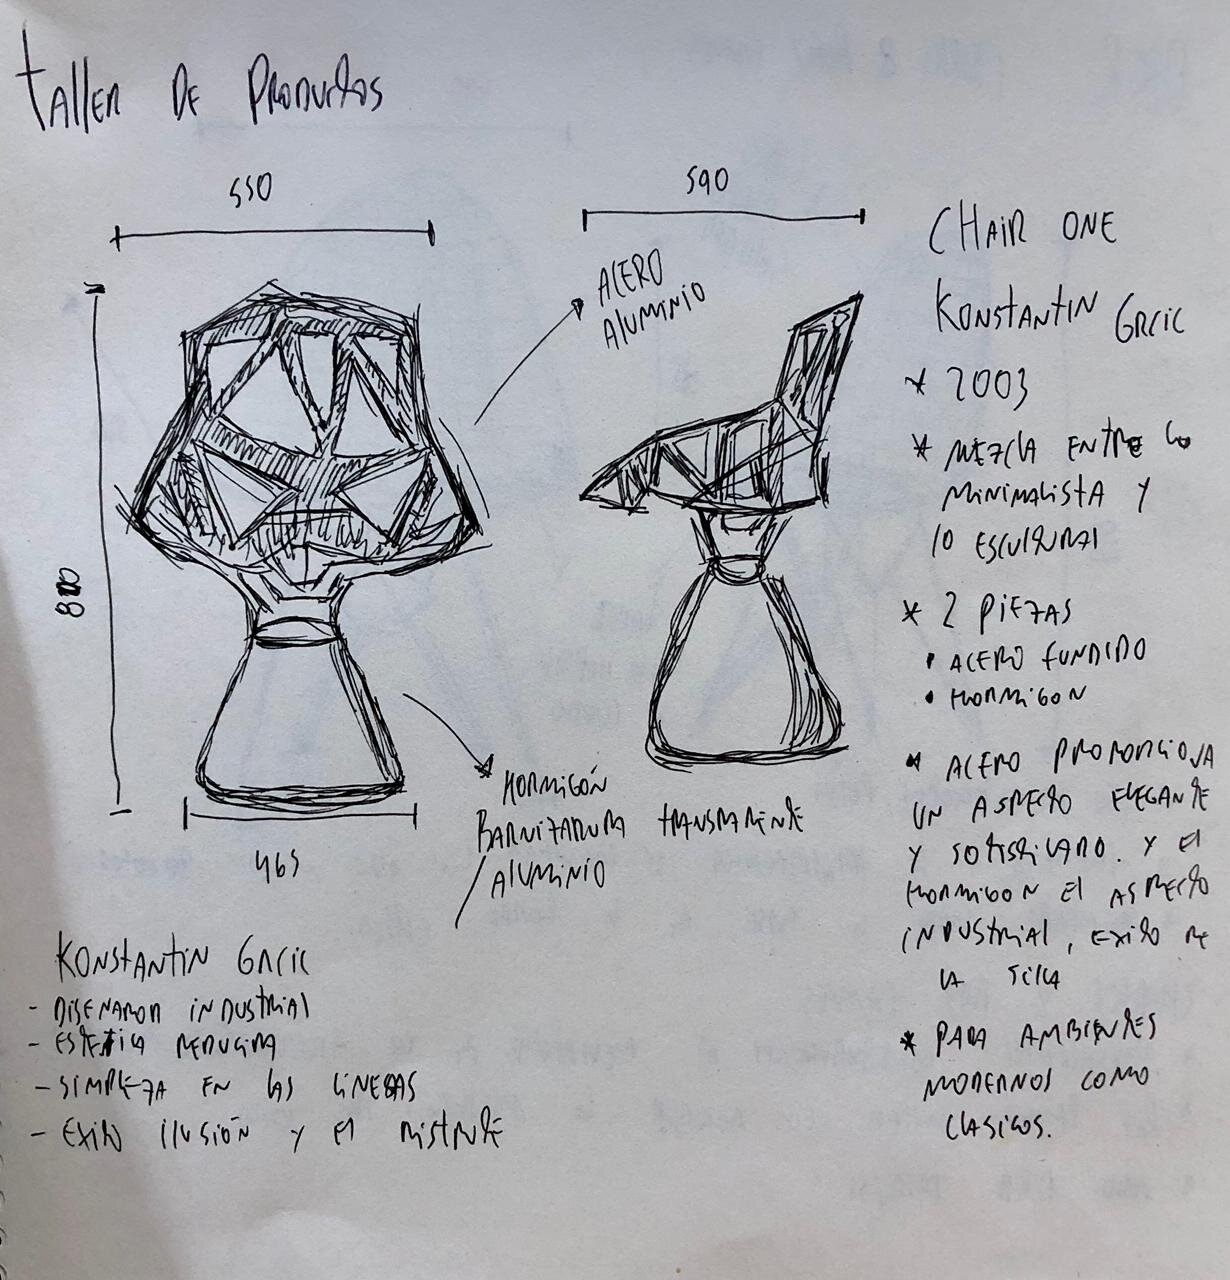 TALLER DE PRODUCTOS
550
590
800
ACERO
ALUMINIO
465
HORMIGÓN
BARNIZADURA TRANSPARENTE
/ALUMINIO
CHAIR ONE
KONSTANTIN GRCIC
* 2003
* MEZCLA ENTRE LO
MINIMALISTA Y
LO ESCULTURAL
* 2 PIEZAS
• ACERO FUNDIDO
• HORMIGON
* ACERO PROPORCIONA
UN ASPECTO ELEGANTE
Y SOFISTICADO. Y EL
HORMIGON EL ASPECTO
INDUSTRIAL, EXITO DE
LA SILLA
* PARA AMBIENTES
MODERNOS COMO
CLASICOS.
KONSTANTIN GRCIC
- DISENADOR INDUSTRIAL
- ESTETICA REDUCIDA
- SIMPLEZA EN LAS LINEAS
- EXITO ILUSIÓN Y EL DISFRUTE